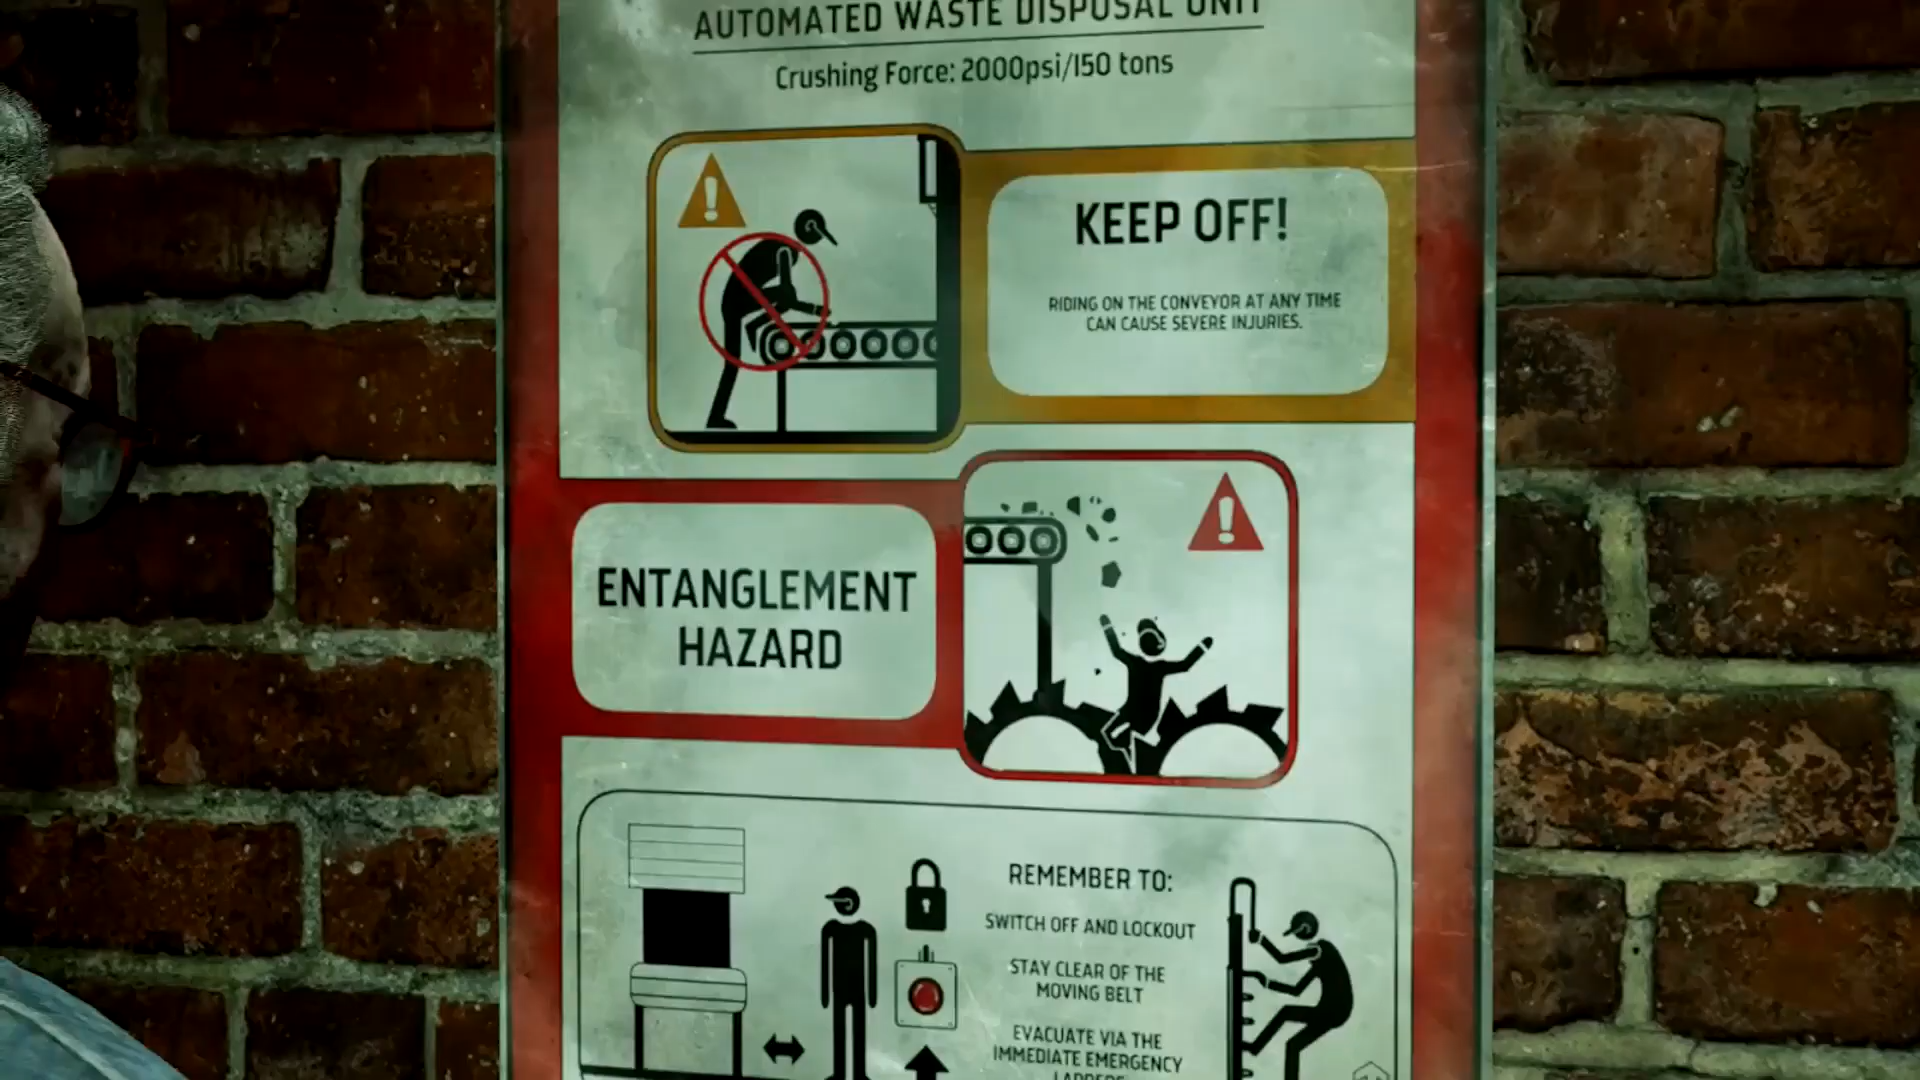 AUTOMATED WASTE DISPOSAL UNIT
Crushing Force: 2000psi/150 tons
KEEP OFF!
RIDING ON THE CONVEYOR AT ANY TIME
CAN CAUSE SEVERE INJURIES.
ENTANGLEMENT
HAZARD
REMEMBER TO:
SWITCH OFF AND LOCKOUT
STAY CLEAR OF THE
MOVING BELT
EVACUATE VIA THE
IMMEDIATE EMERGENCY
LADDERS